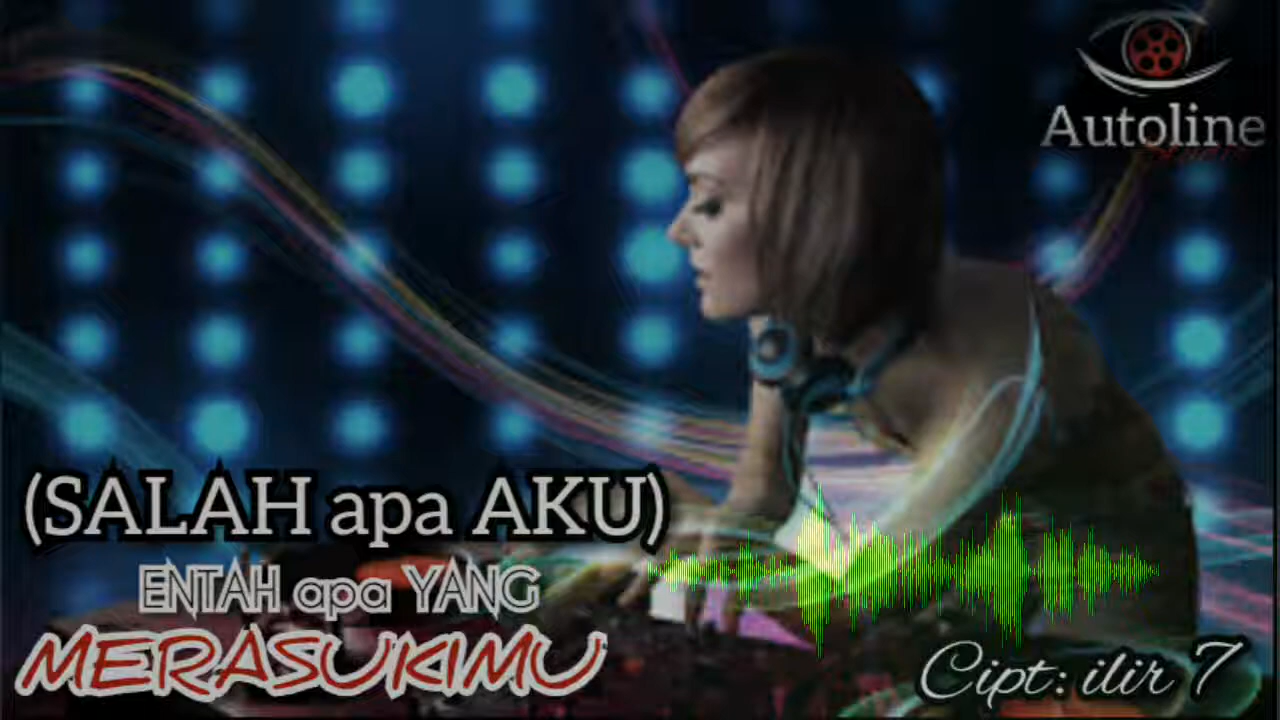 Autoline
(SALAH apa AKU)
ENTAH apa YANG
MERASUKIMU
Cipt: ilir 7